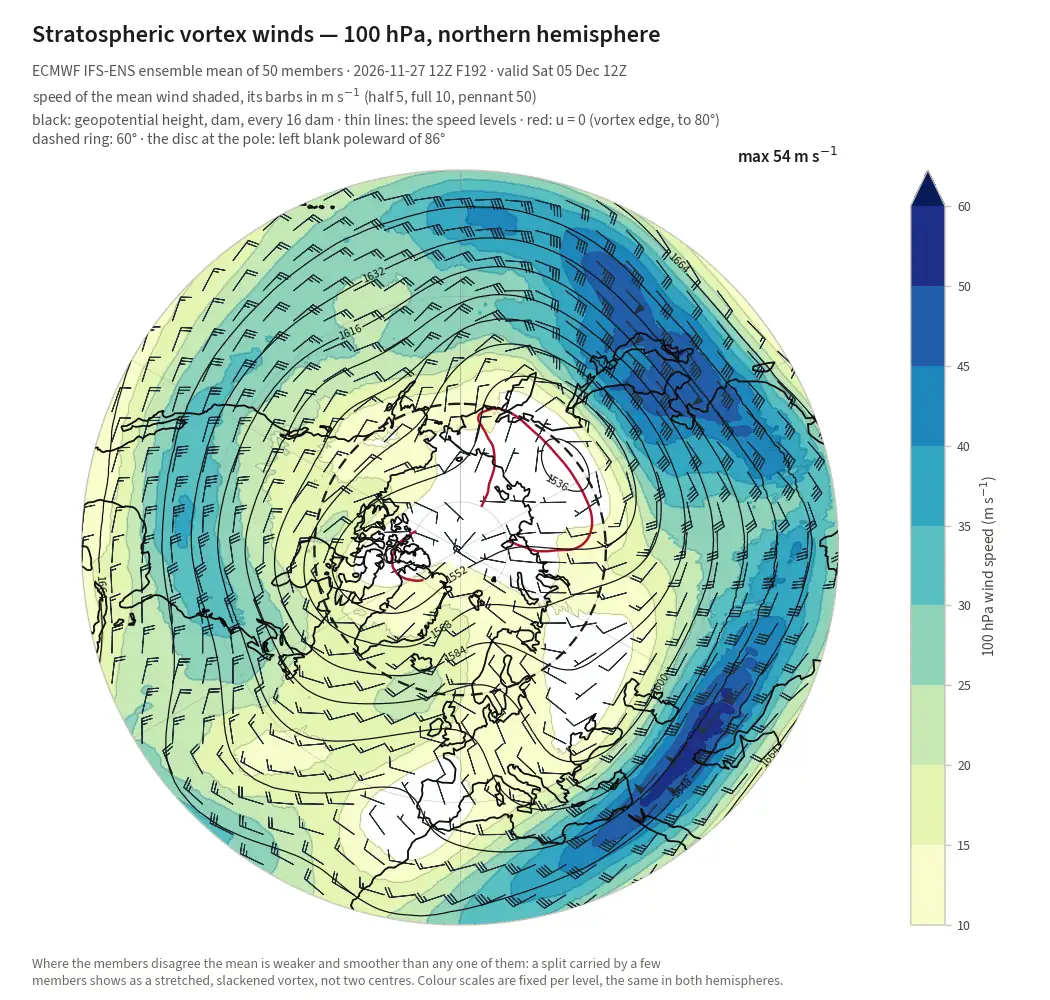 Stratospheric vortex winds — 100 hPa, northern hemisphere
ECMWF IFS-ENS ensemble mean of 50 members · 2026-11-27 12Z F192 · valid Sat 05 Dec 12Z
speed of the mean wind shaded, its barbs in m s⁻¹ (half 5, full 10, pennant 50)
black: geopotential height, dam, every 16 dam · thin lines: the speed levels · red: u = 0 (vortex edge, to 80°)
dashed ring: 60° · the disc at the pole: left blank poleward of 86°
max 54 m s⁻¹
60
50
45
40
35
30
25
20
15
10
100 hPa wind speed (m s⁻¹)
1664
1632
1616
1536
1584
1600
1648
Where the members disagree the mean is weaker and smoother than any one of them: a split carried by a few
members shows as a stretched, slackened vortex, not two centres. Colour scales are fixed per level, the same in both hemispheres.